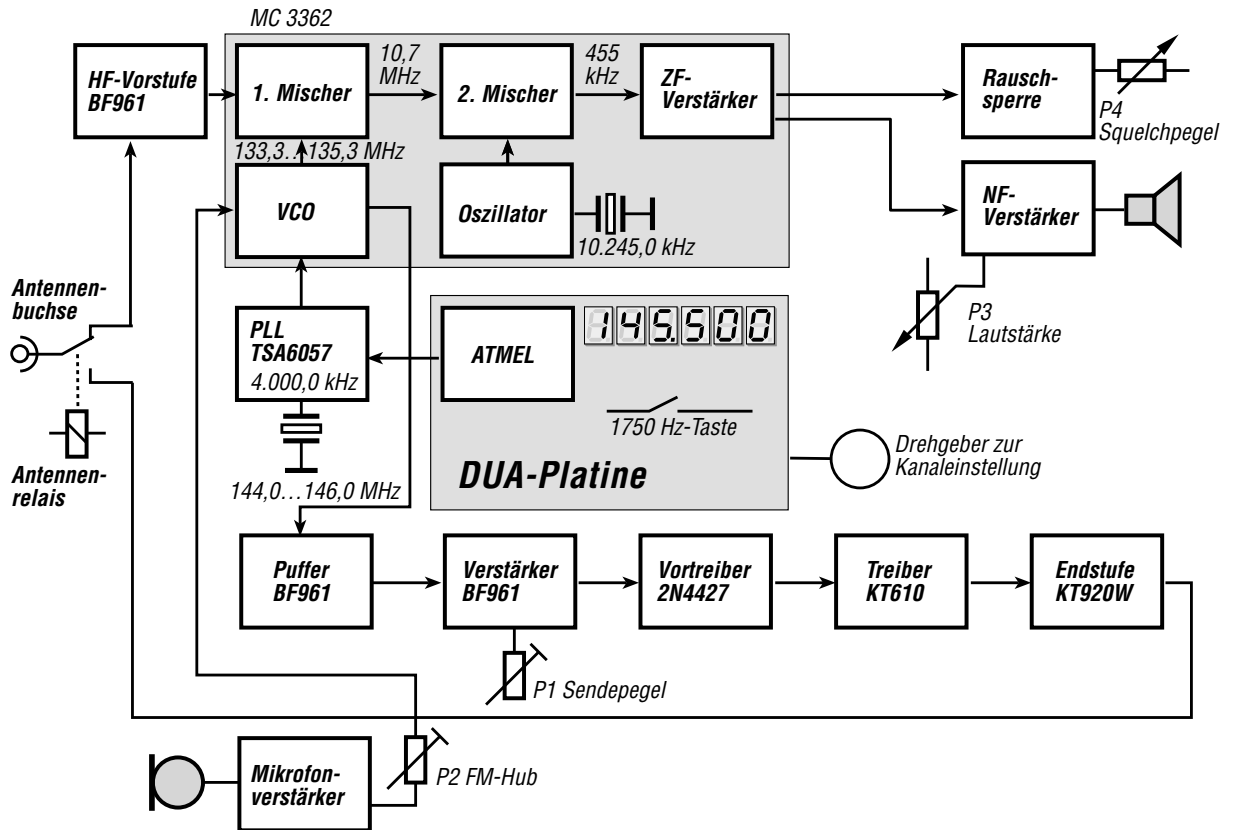 MC 3362
HF-Vorstufe
BF961
1. Mischer
10,7
MHz
2. Mischer
455
kHz
ZF-
Verstärker
Rausch-
sperre
P4
Squelchpegel
133,3...135,3 MHz
VCO
Oszillator
10.245,0 kHz
NF-
Verstärker
P3
Lautstärke
Antennen-
buchse
PLL
TSA6057
4.000,0 kHz
ATMEL
145.500
1750 Hz-Taste
DUA-Platine
Drehgeber zur
Kanaleinstellung
Antennen-
relais
144,0...146,0 MHz
Puffer
BF961
Verstärker
BF961
Vortreiber
2N4427
Treiber
KT610
Endstufe
KT920W
P1 Sendepegel
Mikrofon-
verstärker
P2 FM-Hub